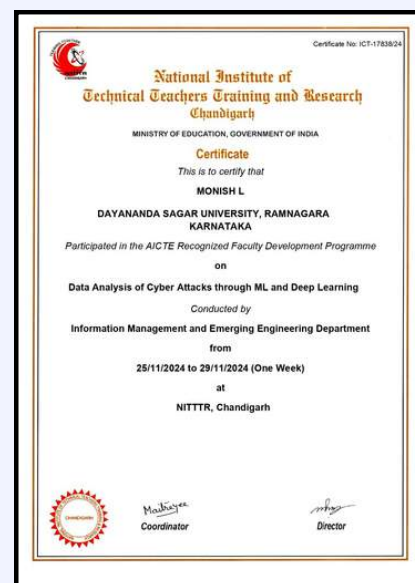 Certificate No: ICT-17838/24
National Institute of
Technical Teachers Training and Research
Chandigarh
MINISTRY OF EDUCATION, GOVERNMENT OF INDIA
Certificate
This is to certify that
MONISH L
DAYANANDA SAGAR UNIVERSITY, RAMNAGARA
KARNATAKA
Participated in the AICTE Recognized Faculty Development Programme
on
Data Analysis of Cyber Attacks through ML and Deep Learning
Conducted by
Information Management and Emerging Engineering Department
from
25/11/2024 to 29/11/2024 (One Week)
at
NITTTR, Chandigarh
Maitreyee
Coordinator
Director